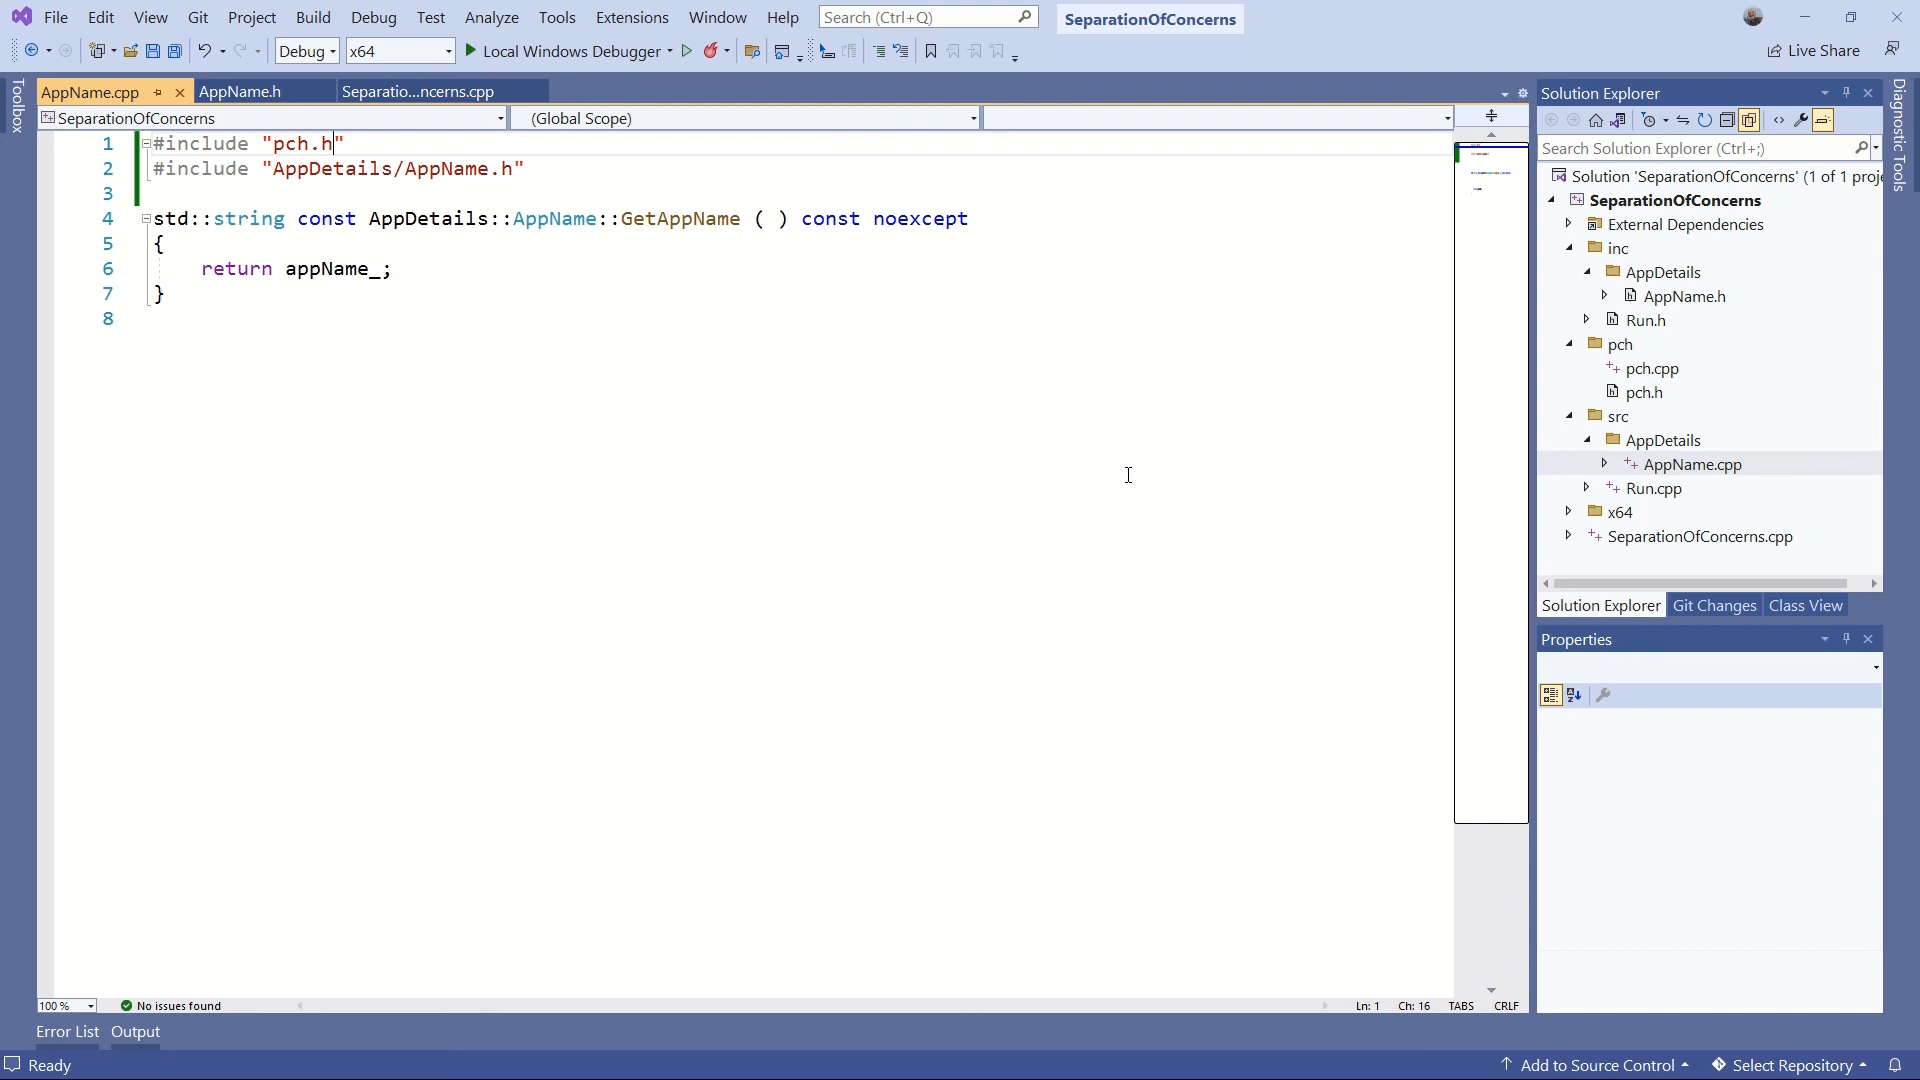 File Edit View Git Project Build Debug Test Analyze Tools Extensions Window Help Search (Ctrl+Q) SeparationOfConcerns
Debug x64 Local Windows Debugger Live Share
Toolbox
AppName.cpp AppName.h Separatio...ncerns.cpp
SeparationOfConcerns (Global Scope)
1 #include "pch.h"
2 #include "AppDetails/AppName.h"
3
4 std::string const AppDetails::AppName::GetAppName ( ) const noexcept
5 {
6 return appName_;
7 }
8
100 % No issues found Ln: 1 Ch: 16 TABS CRLF
Solution Explorer
Search Solution Explorer (Ctrl+;)
Solution 'SeparationOfConcerns' (1 of 1 proje
SeparationOfConcerns
External Dependencies
inc
AppDetails
AppName.h
Run.h
pch
pch.cpp
pch.h
src
AppDetails
AppName.cpp
Run.cpp
x64
SeparationOfConcerns.cpp
Solution Explorer Git Changes Class View
Properties
Diagnostic Tools
Error List Output
Ready Add to Source Control Select Repository